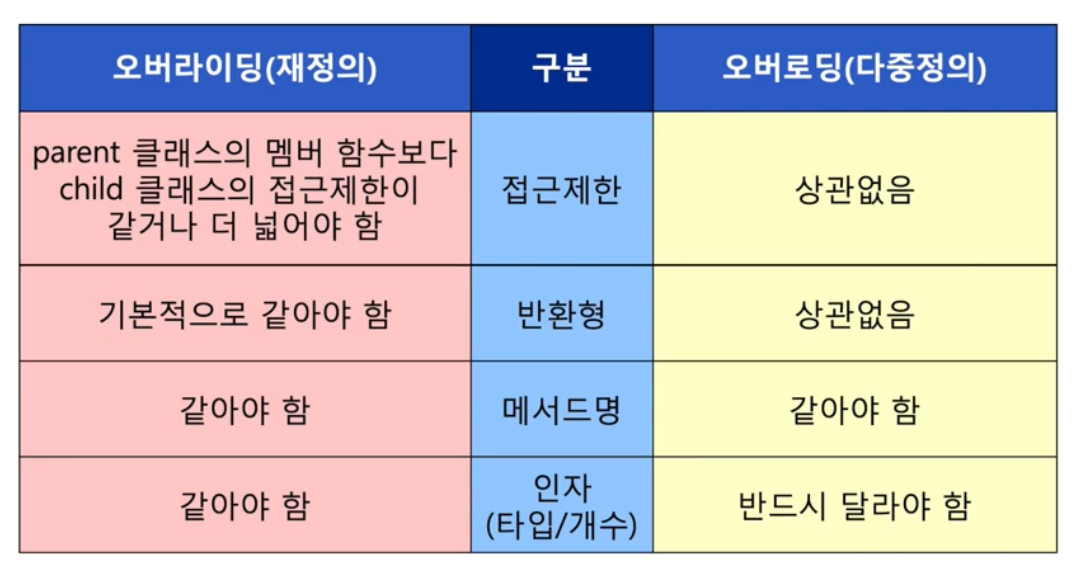 오버라이딩(재정의)
구분
오버로딩(다중정의)
parent 클래스의 멤버 함수보다
child 클래스의 접근제한이
같거나 더 넓어야 함
접근제한
상관없음
기본적으로 같아야 함
반환형
상관없음
같아야 함
메서드명
같아야 함
같아야 함
인자
(타입/개수)
반드시 달라야 함